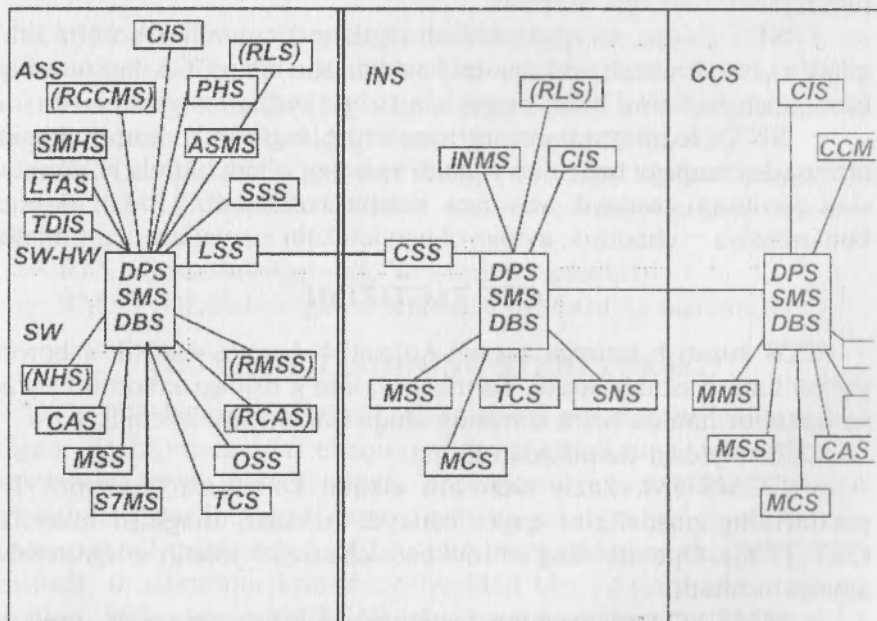 CIS
ASS
(RLS)
(RCCMS)
PHS
SMHS
ASMS
LTAS
SSS
TDIS
LSS
SW-HW
DPS
SMS
DBS
SW
(NHS)
(RMSS)
CAS
(RCAS)
MSS
OSS
STMS
TCS
INS
(RLS)
INMS
CIS
CSS
DPS
SMS
DBS
MSS
TCS
SNS
MCS
CCS
CIS
CCM
DPS
SMS
DBS
MMS
MSS
CAS
MCS